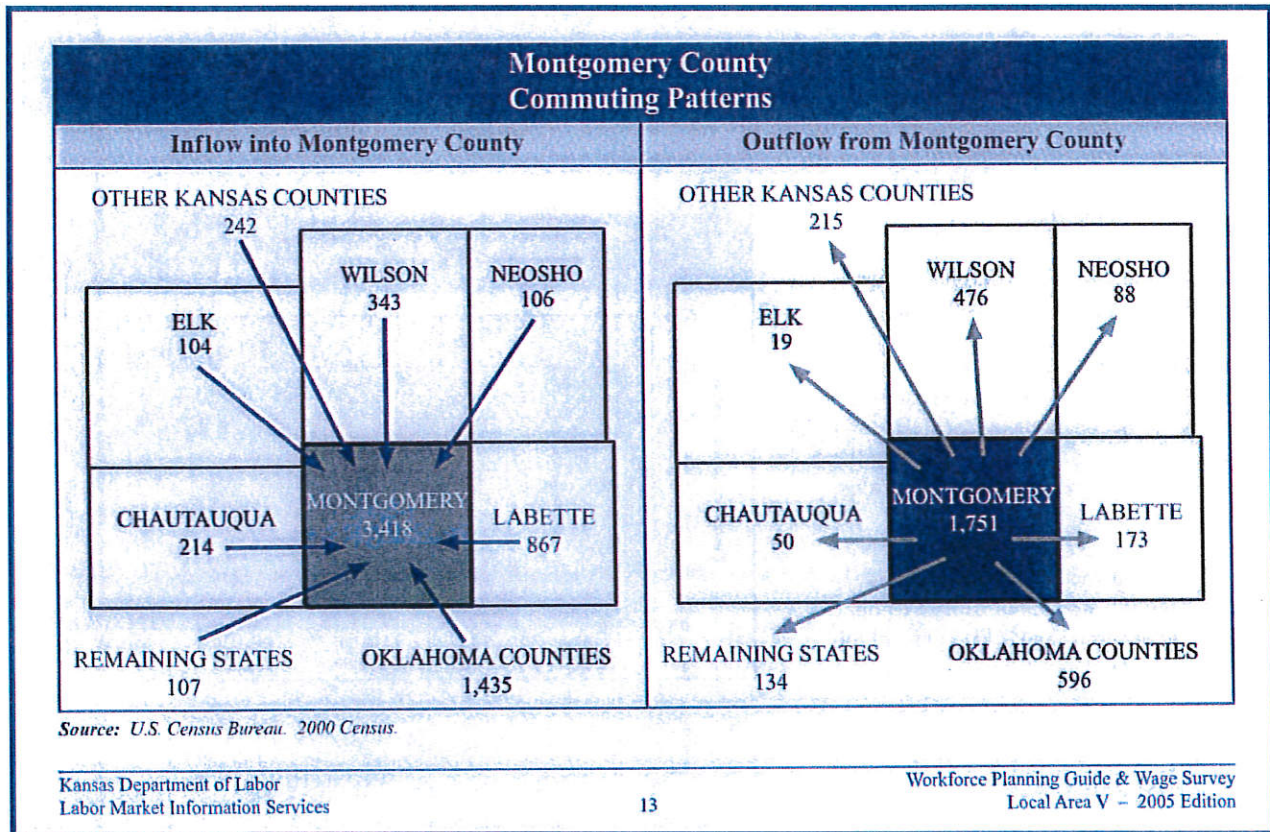 Montgomery County
Commuting Patterns
Inflow into Montgomery County
OTHER KANSAS COUNTIES
242
WILSON
343
NEOSHO
106
ELK
104
MONTGOMERY
3,418
CHAUTAUQUA
214
LABETTE
867
REMAINING STATES
107
OKLAHOMA COUNTIES
1,435
Outflow from Montgomery County
OTHER KANSAS COUNTIES
215
WILSON
476
NEOSHO
88
ELK
19
MONTGOMERY
1,751
CHAUTAUQUA
50
LABETTE
173
REMAINING STATES
134
OKLAHOMA COUNTIES
596
Source: U.S. Census Bureau. 2000 Census.
Kansas Department of Labor
Labor Market Information Services
13
Workforce Planning Guide & Wage Survey
Local Area V – 2005 Edition